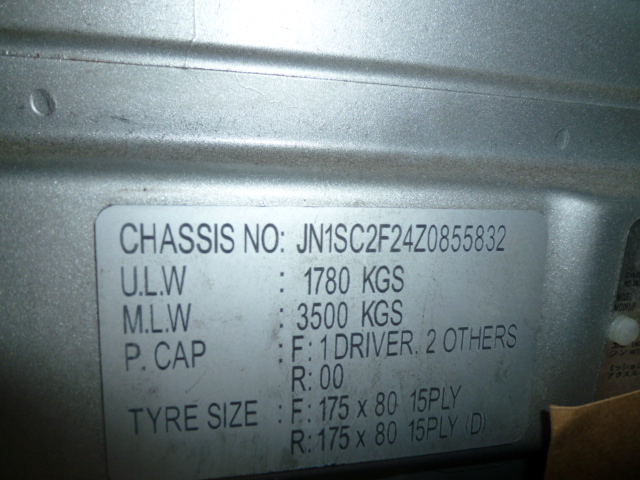 CHASSIS NO: JN1SC2F24Z0855832
U.L.W : 1780 KGS
M.L.W : 3500 KGS
P. CAP : F: 1 DRIVER, 2 OTHERS
R: 00
TYRE SIZE : F: 175 x 80 15PLY
R: 175 x 80 15PLY (D)